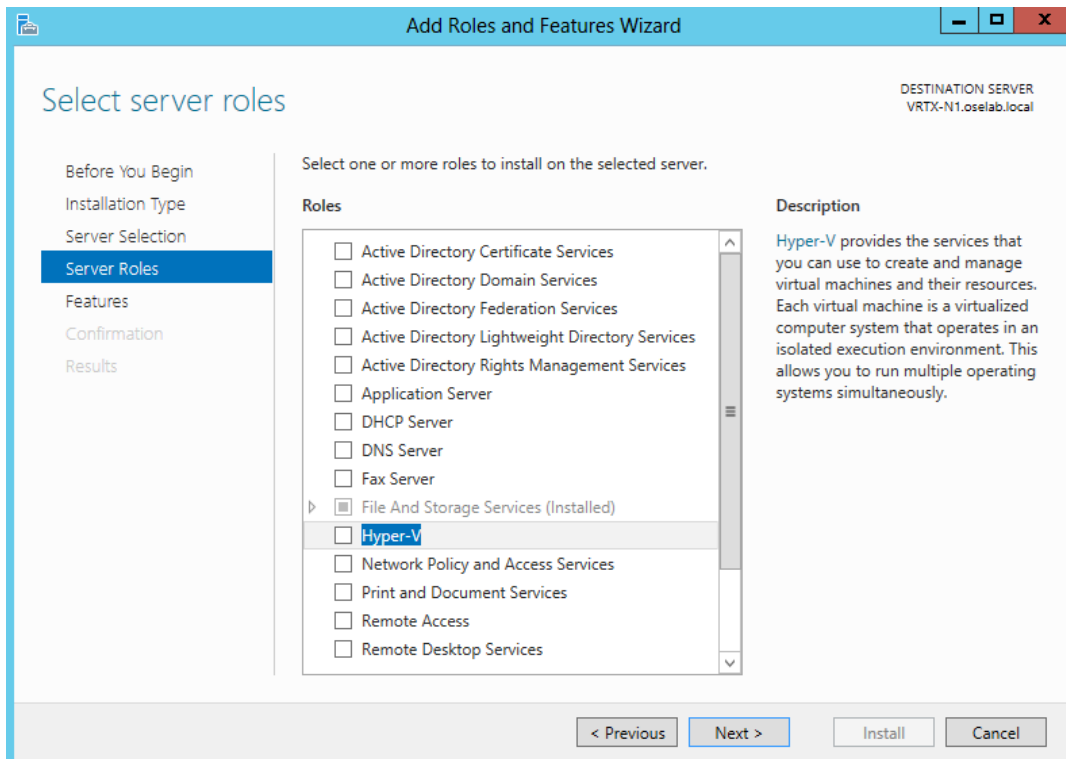 Add Roles and Features Wizard
Select server roles
DESTINATION SERVER
VRTX-N1.oselab.local
Before You Begin
Installation Type
Server Selection
Server Roles
Features
Confirmation
Results
Select one or more roles to install on the selected server.
Roles
Active Directory Certificate Services
Active Directory Domain Services
Active Directory Federation Services
Active Directory Lightweight Directory Services
Active Directory Rights Management Services
Application Server
DHCP Server
DNS Server
Fax Server
File And Storage Services (Installed)
Hyper-V
Network Policy and Access Services
Print and Document Services
Remote Access
Remote Desktop Services
Description
Hyper-V provides the services that
you can use to create and manage
virtual machines and their resources.
Each virtual machine is a virtualized
computer system that operates in an
isolated execution environment. This
allows you to run multiple operating
systems simultaneously.
< Previous
Next >
Install
Cancel